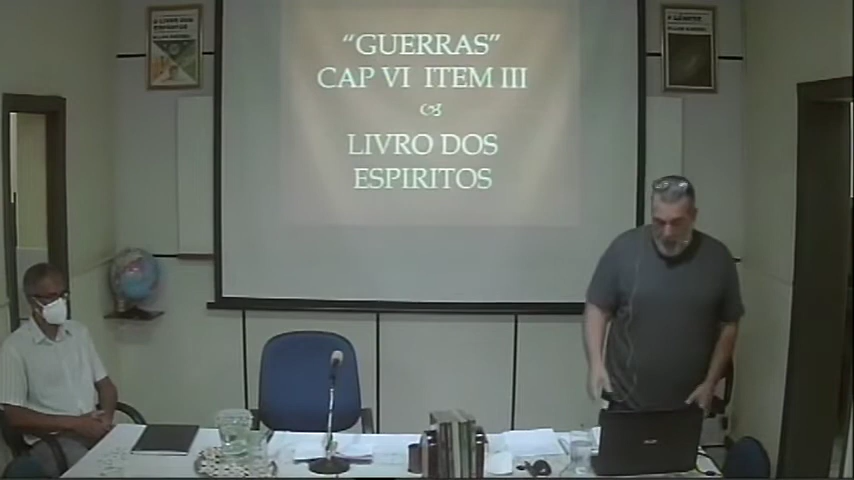 “GUERRAS”
CAP VI ITEM III
LIVRO DOS
ESPIRITOS